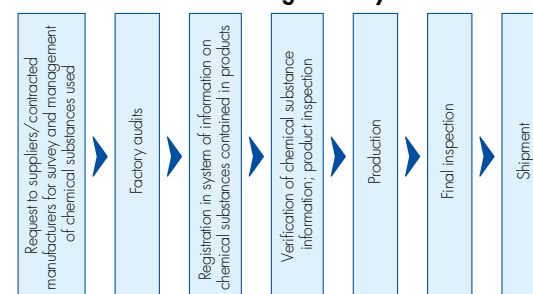 Request to suppliers/contracted
manufacturers for survey and management
of chemical substances used
Factory audits
Registration in system of information on
chemical substances contained in products
Verification of chemical substance
information; product inspection
Production
Final inspection
Shipment